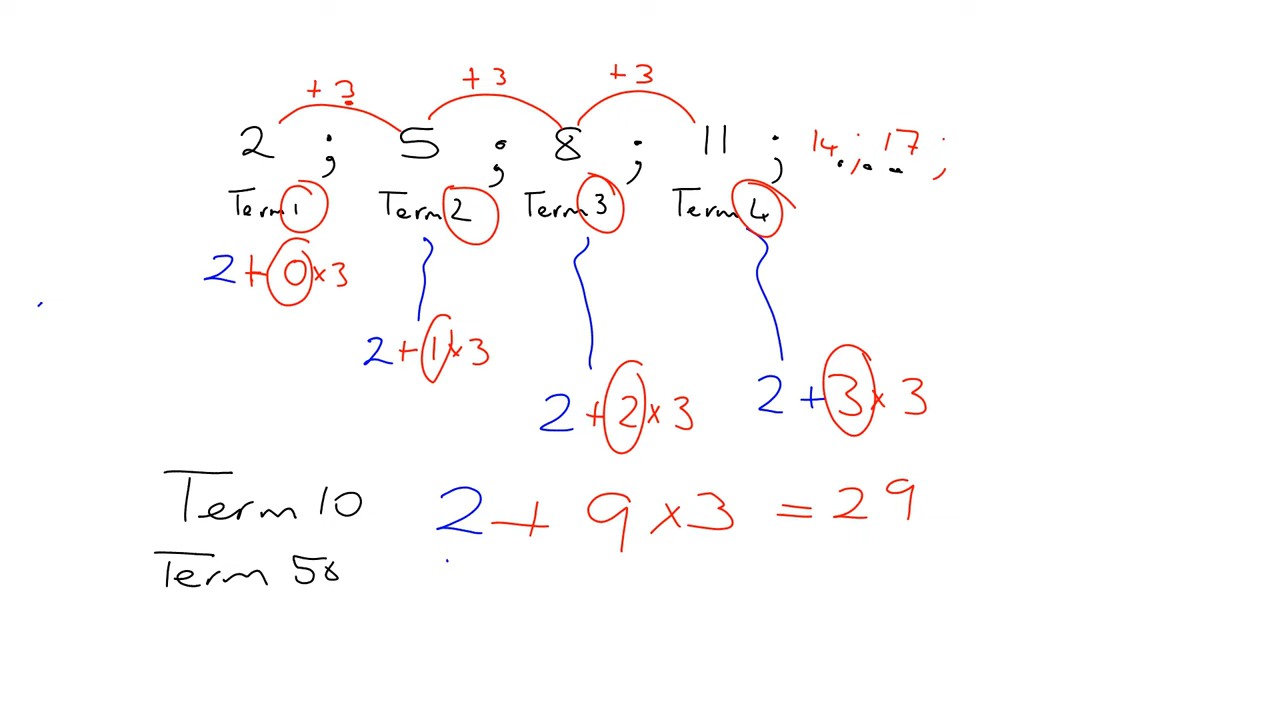 + 3 + 3 + 3
2 ; 5 ; 8 ; 11 ; 14 ; 17 ;
Term 1 Term 2 Term 3 Term 4
2 + 0 × 3
2 + 1 × 3
2 + 2 × 3 2 + 3 × 3
Term 10 2 + 9 × 3 = 29
Term 58